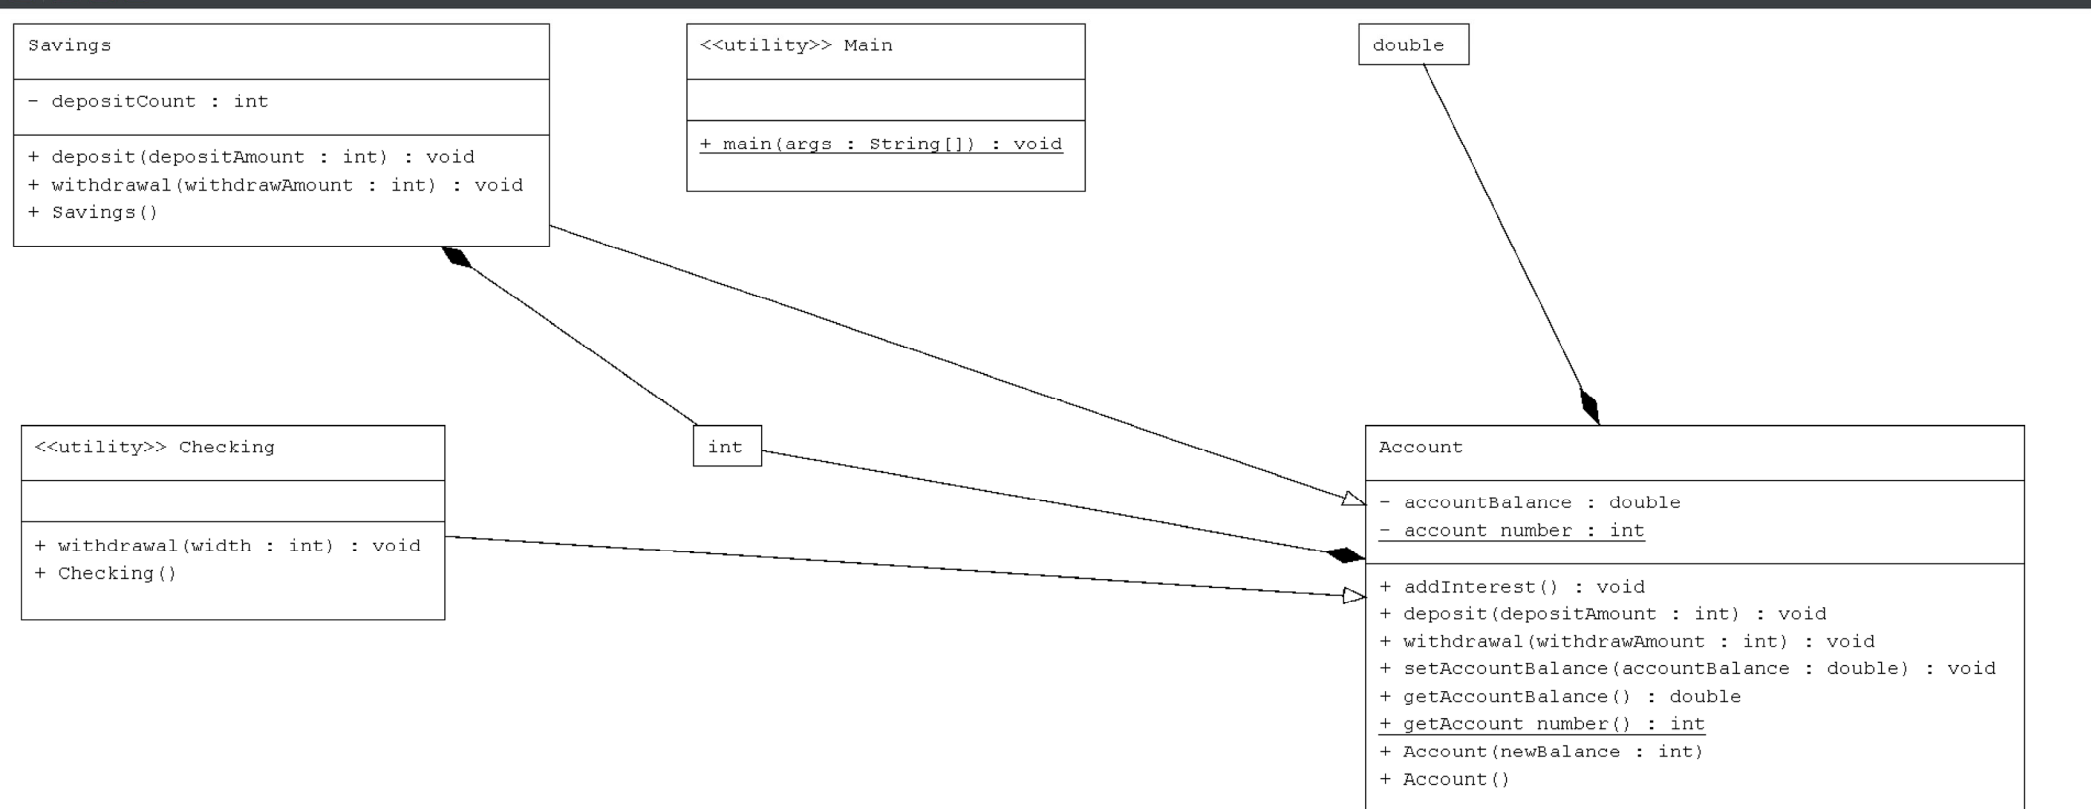 Savings
- depositCount : int
+ deposit(depositAmount : int) : void
+ withdrawal(withdrawAmount : int) : void
+ Savings()
<<utility>> Main
+ main(args : String[]) : void
double
<<utility>> Checking
+ withdrawal(width : int) : void
+ Checking()
int
Account
- accountBalance : double
- account number : int
+ addInterest() : void
+ deposit(depositAmount : int) : void
+ withdrawal(withdrawAmount : int) : void
+ setAccountBalance(accountBalance : double) : void
+ getAccountBalance() : double
+ getAccount number() : int
+ Account(newBalance : int)
+ Account()